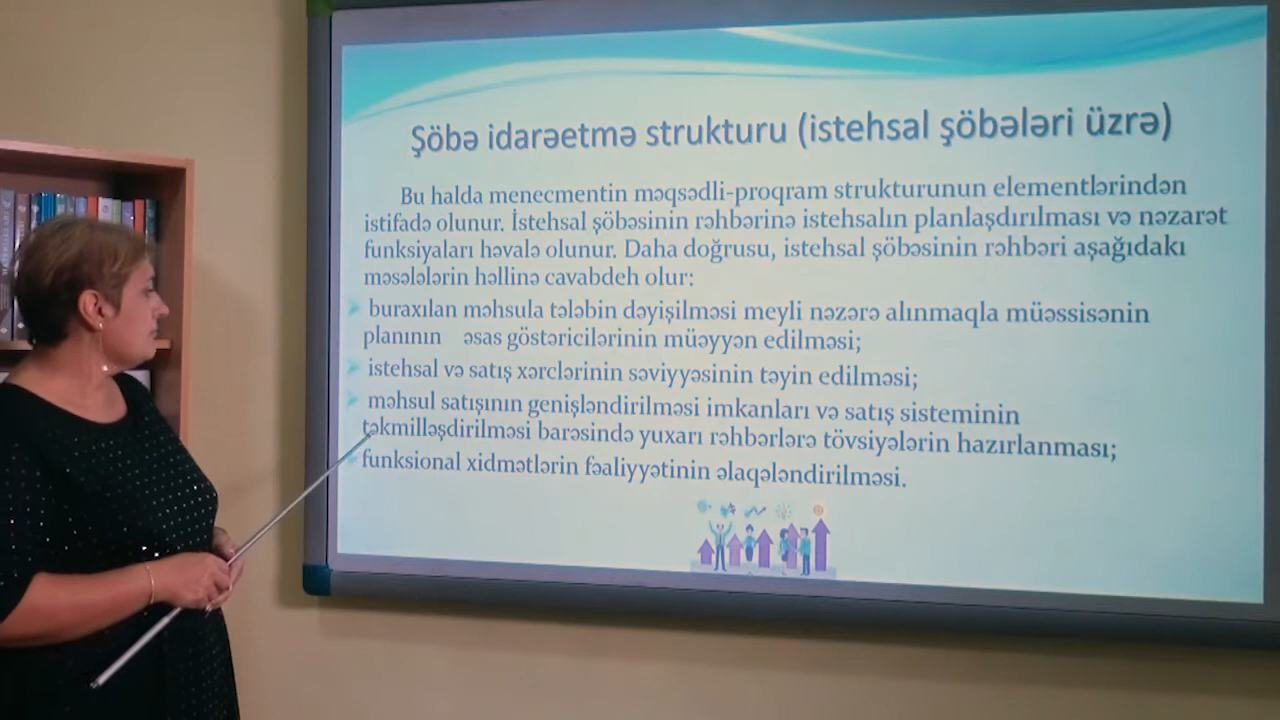 Şöbə idarəetmə strukturu (istehsal şöbələri üzrə)
Bu halda menecmentin məqsədli-proqram strukturunun elementlərindən
istifadə olunur. İstehsal şöbəsinin rəhbərinə istehsalın planlaşdırılması və nəzarət
funksiyaları həvalə olunur. Daha doğrusu, istehsal şöbəsinin rəhbəri aşağıdakı
məsələlərin həllinə cavabdeh olur:
buraxılan məhsula tələbin dəyişilməsi meyli nəzərə alınmaqla müəssisənin
planının əsas göstəricilərinin müəyyən edilməsi;
istehsal və satış xərclərinin səviyyəsinin təyin edilməsi;
məhsul satışının genişləndirilməsi imkanları və satış sisteminin
təkmilləşdirilməsi barəsində yuxarı rəhbərlərə tövsiyələrin hazırlanması;
funksional xidmətlərin fəaliyyətinin əlaqələndirilməsi.